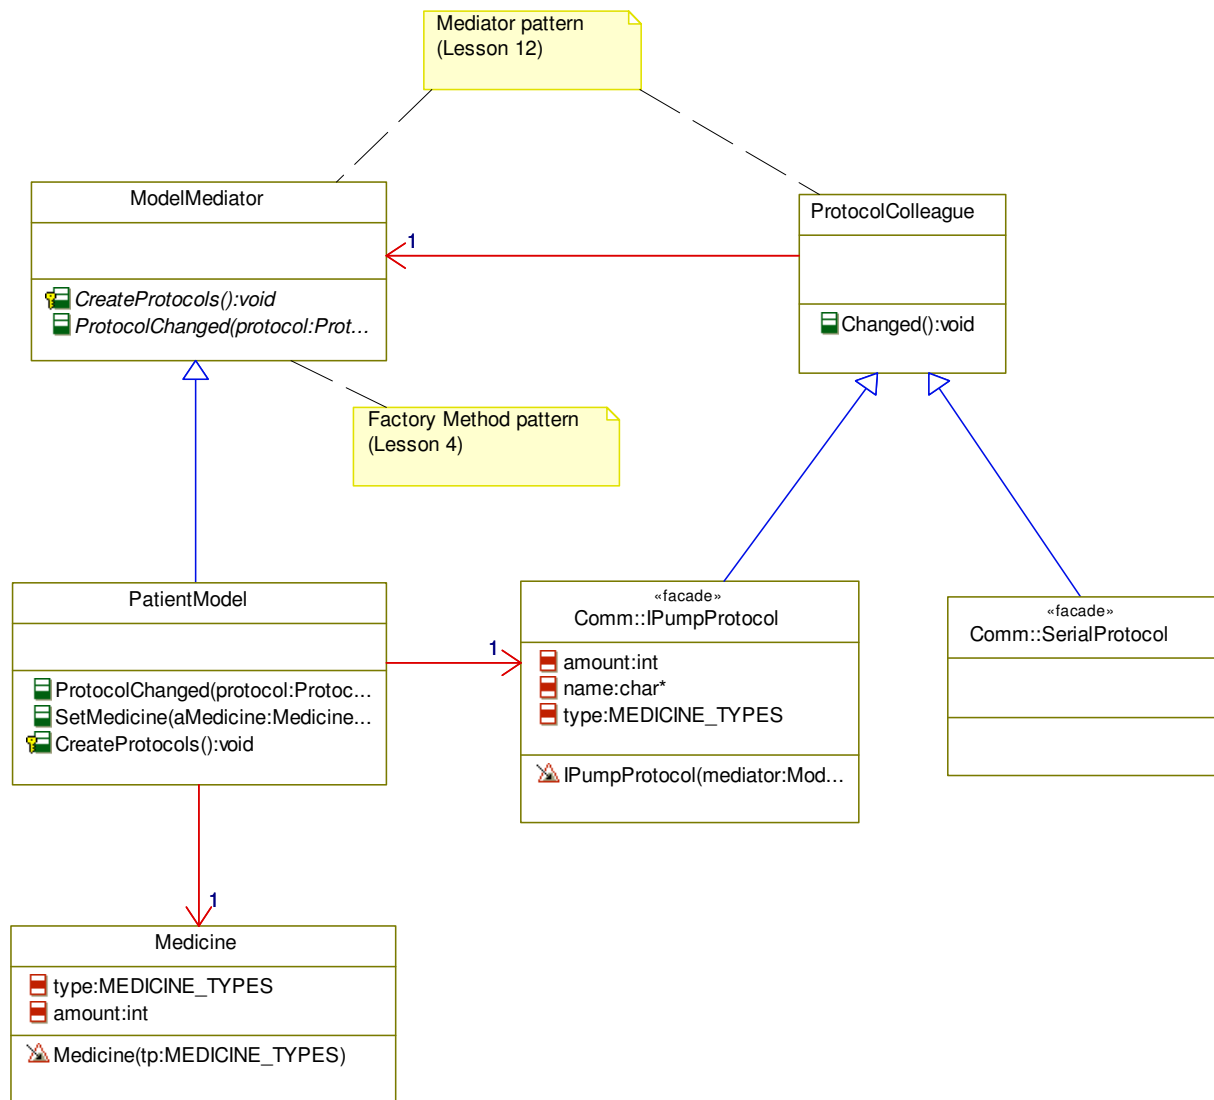 Mediator pattern
(Lesson 12)
ModelMediator
CreateProtocols():void
ProtocolChanged(protocol:Prot...
1
ProtocolColleague
Changed():void
Factory Method pattern
(Lesson 4)
PatientModel
ProtocolChanged(protocol:Protoc...
SetMedicine(aMedicine:Medicine...
CreateProtocols():void
1
«facade»
Comm::IPumpProtocol
amount:int
name:char*
type:MEDICINE_TYPES
IPumpProtocol(mediator:Mod...
«facade»
Comm::SerialProtocol
1
Medicine
type:MEDICINE_TYPES
amount:int
Medicine(tp:MEDICINE_TYPES)